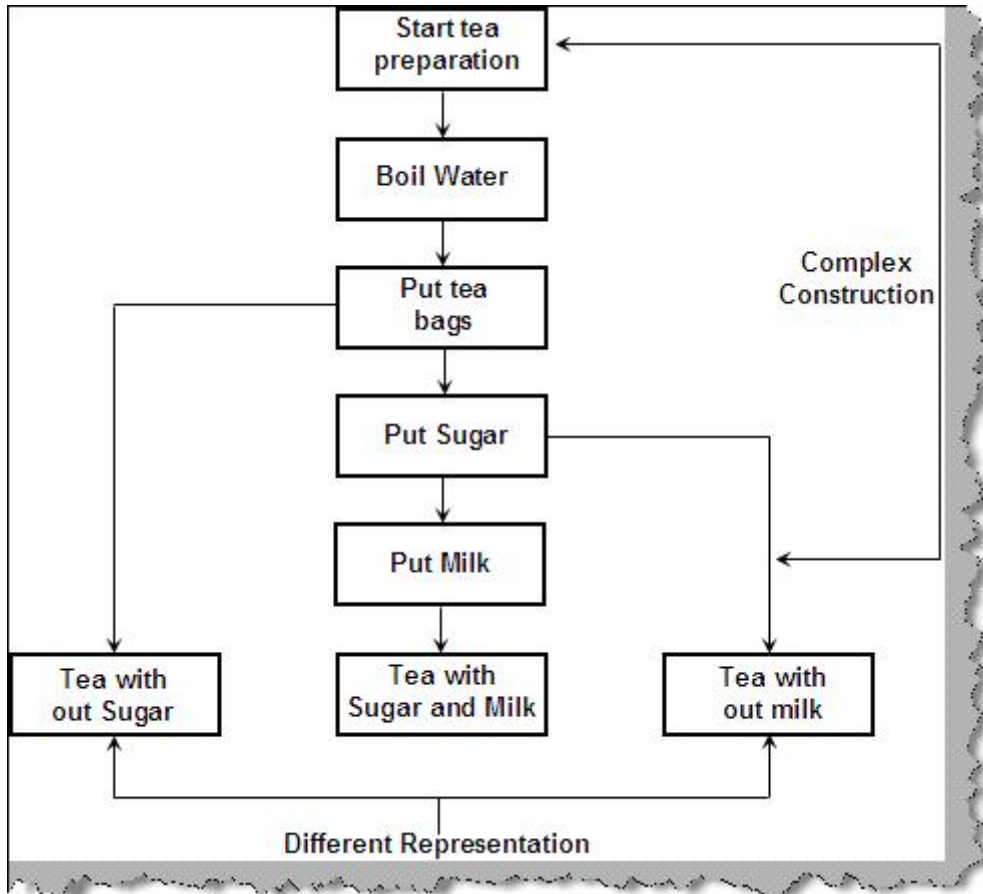 Start tea
preparation
Boil Water
Put tea
bags
Complex
Construction
Put Sugar
Put Milk
Tea with
out Sugar
Tea with
Sugar and Milk
Tea with
out milk
Different Representation